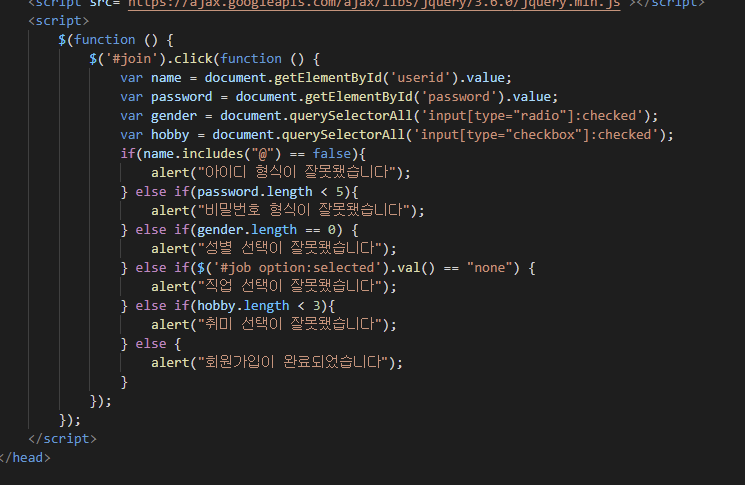 <script src="https://ajax.googleapis.com/ajax/libs/jquery/3.6.0/jquery.min.js"></script>
<script>
$(function () {
$('#join').click(function () {
var name = document.getElementById('userid').value;
var password = document.getElementById('password').value;
var gender = document.querySelectorAll('input[type="radio"]:checked');
var hobby = document.querySelectorAll('input[type="checkbox"]:checked');
if(name.includes("@") == false){
alert("아이디 형식이 잘못됐습니다");
} else if(password.length < 5){
alert("비밀번호 형식이 잘못됐습니다");
} else if(gender.length == 0) {
alert("성별 선택이 잘못됐습니다");
} else if($('#job option:selected').val() == "none") {
alert("직업 선택이 잘못됐습니다");
} else if(hobby.length < 3){
alert("취미 선택이 잘못됐습니다");
} else {
alert("회원가입이 완료되었습니다");
}
});
});
</script>
</head>